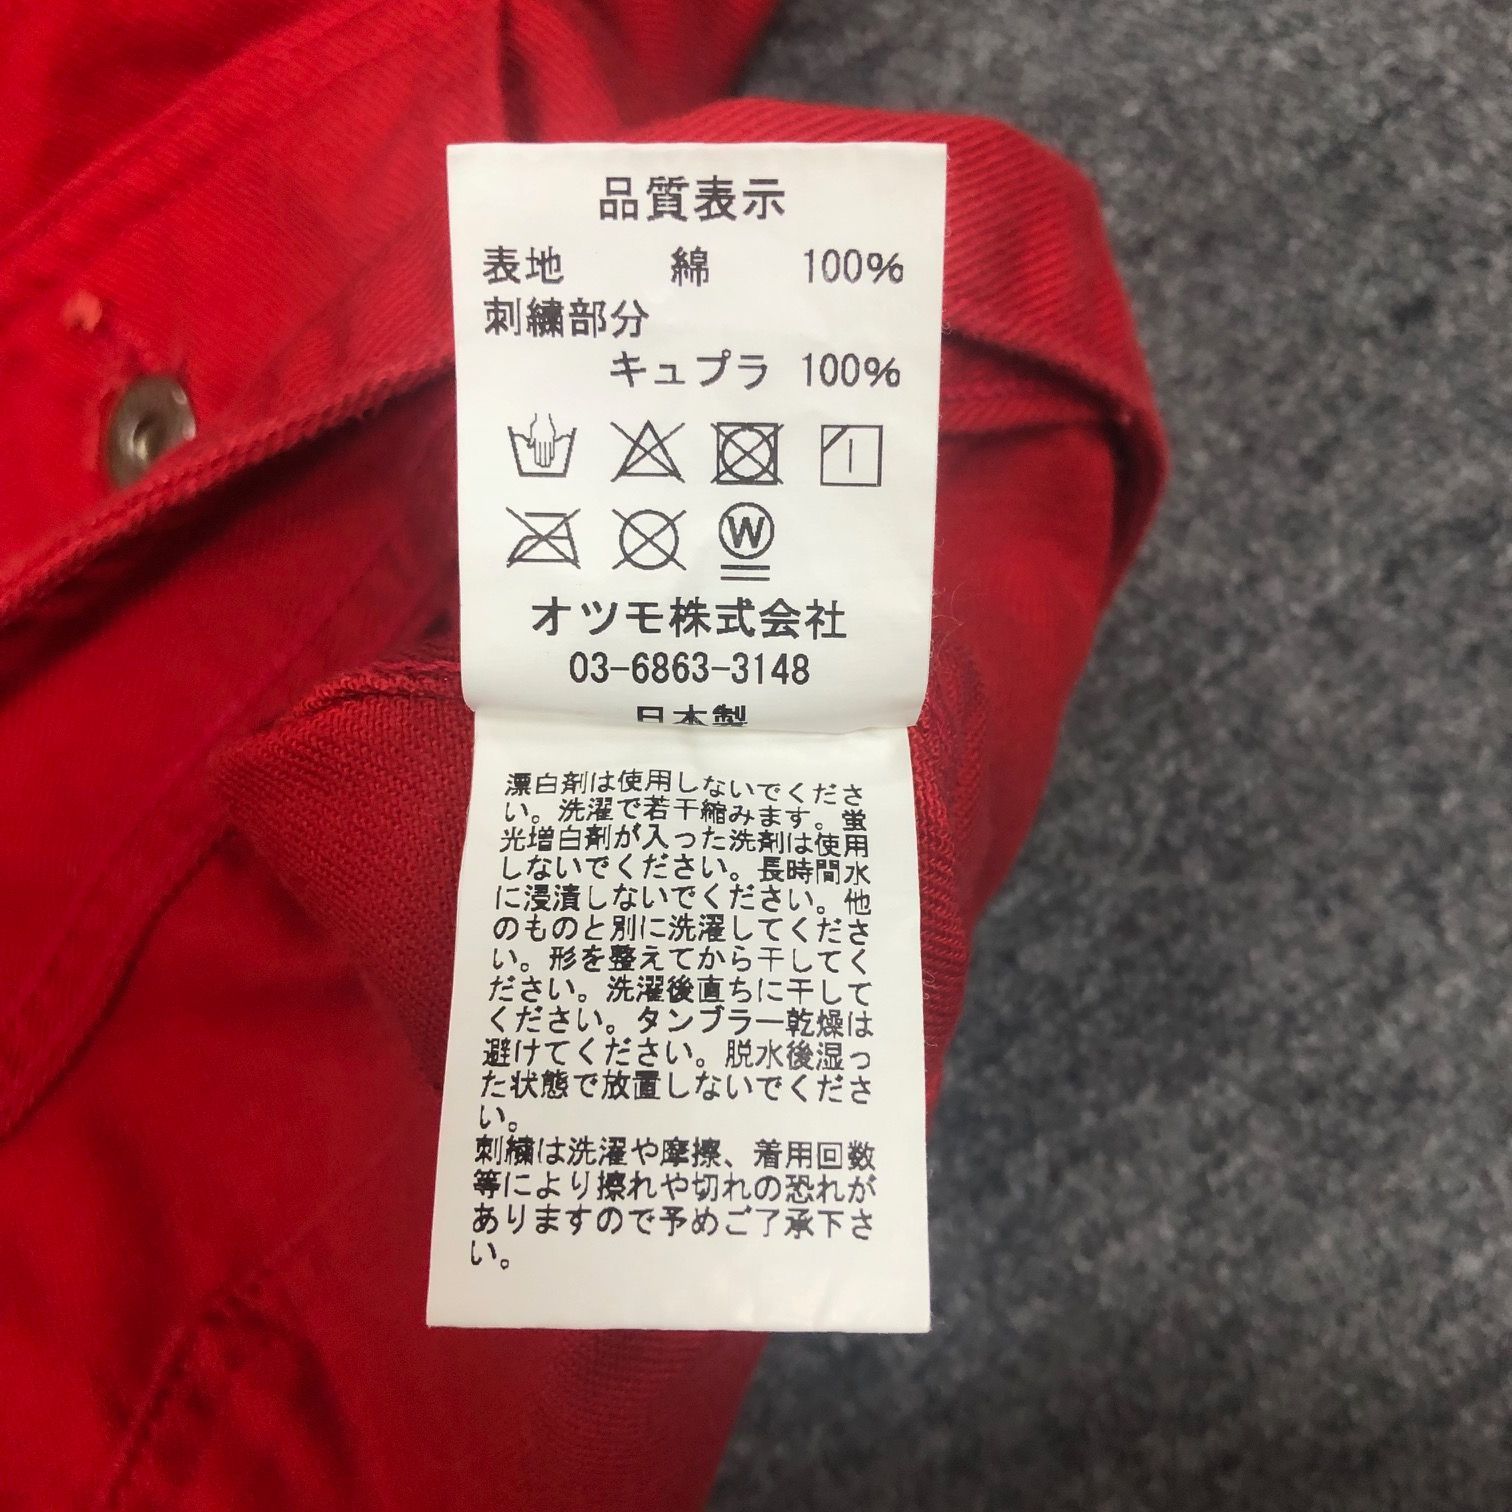 品質表示
表地 綿 100%
刺繍部分
キュプラ 100%
W
オツモ株式会社
03-6863-3148
日本製
漂白剤は使用しないでくださ
い。洗濯で若干縮みます。蛍
光増白剤が入った洗剤は使用
しないでください。長時間水
に浸漬しないでください。他
のものと別に洗濯してくださ
い。形を整えてから干してく
ださい。洗濯後直ちに干して
ください。タンブラー乾燥は
避けてください。脱水後湿っ
た状態で放置しないでくださ
い。
刺繍は洗濯や摩擦、着用回数
等により擦れや切れの恐れが
ありますので予めご了承下さ
い。